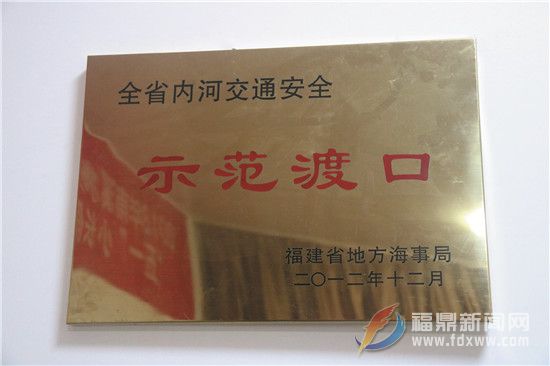 全省内河交通安全
示范渡口
福建省地方海事局
二〇一二年十二月
福鼎新闻网
www.fdxww.com